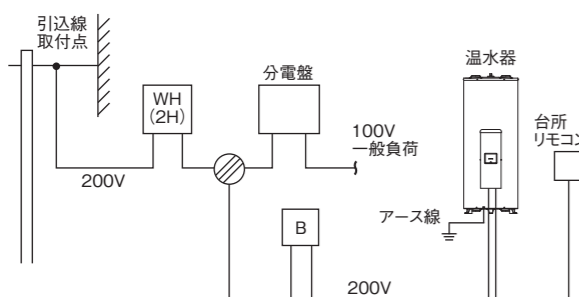 引込線
取付点
WH
(2H)
分電盤
100V
一般負荷
200V
温水器
台所
リモコン
アース線
B
200V